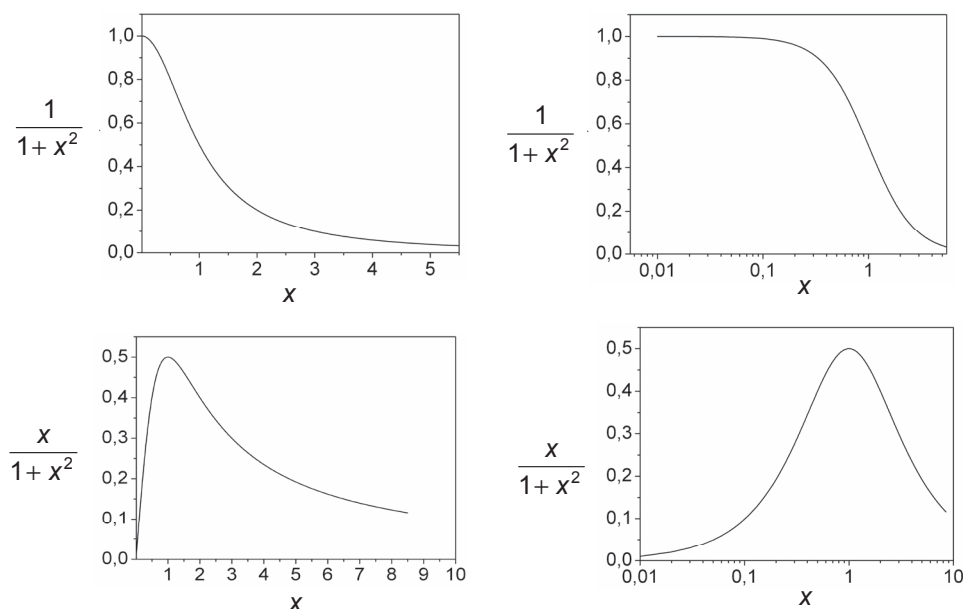 1,0
0,8
0,6
0,4
0,2
0,0
1 / 1 + x²
1 2 3 4 5
x
1,0
0,8
0,6
0,4
0,2
0,0
1 / 1 + x²
0,01 0,1 1
x
0,5
0,4
0,3
0,2
0,1
0,0
x / 1 + x²
1 2 3 4 5 6 7 8 9 10
x
0,5
0,4
0,3
0,2
0,1
0,0
x / 1 + x²
0,01 0,1 1 10
x